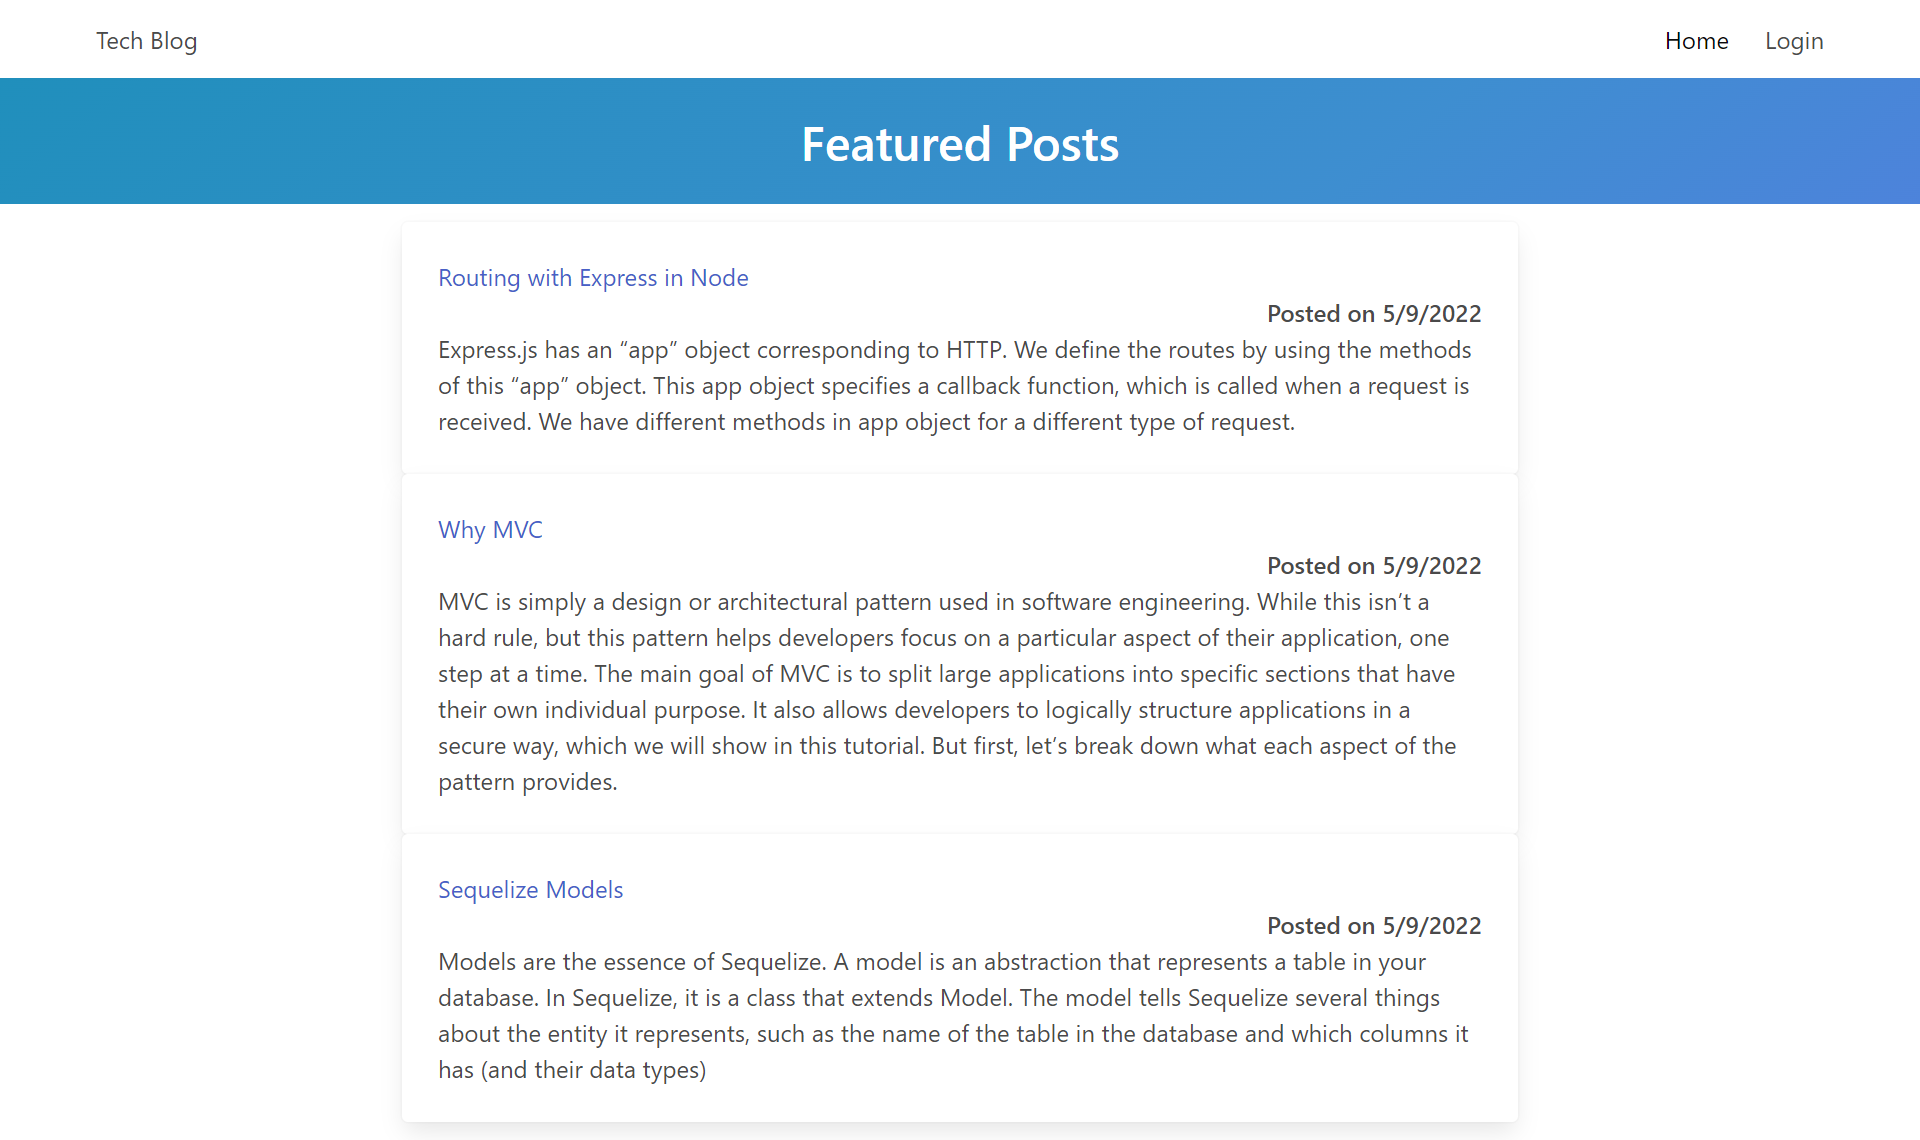 Tech Blog
Home Login
Featured Posts
Routing with Express in Node
Posted on 5/9/2022
Express.js has an “app” object corresponding to HTTP. We define the routes by using the methods
of this “app” object. This app object specifies a callback function, which is called when a request is
received. We have different methods in app object for a different type of request.
Why MVC
Posted on 5/9/2022
MVC is simply a design or architectural pattern used in software engineering. While this isn’t a
hard rule, but this pattern helps developers focus on a particular aspect of their application, one
step at a time. The main goal of MVC is to split large applications into specific sections that have
their own individual purpose. It also allows developers to logically structure applications in a
secure way, which we will show in this tutorial. But first, let’s break down what each aspect of the
pattern provides.
Sequelize Models
Posted on 5/9/2022
Models are the essence of Sequelize. A model is an abstraction that represents a table in your
database. In Sequelize, it is a class that extends Model. The model tells Sequelize several things
about the entity it represents, such as the name of the table in the database and which columns it
has (and their data types)